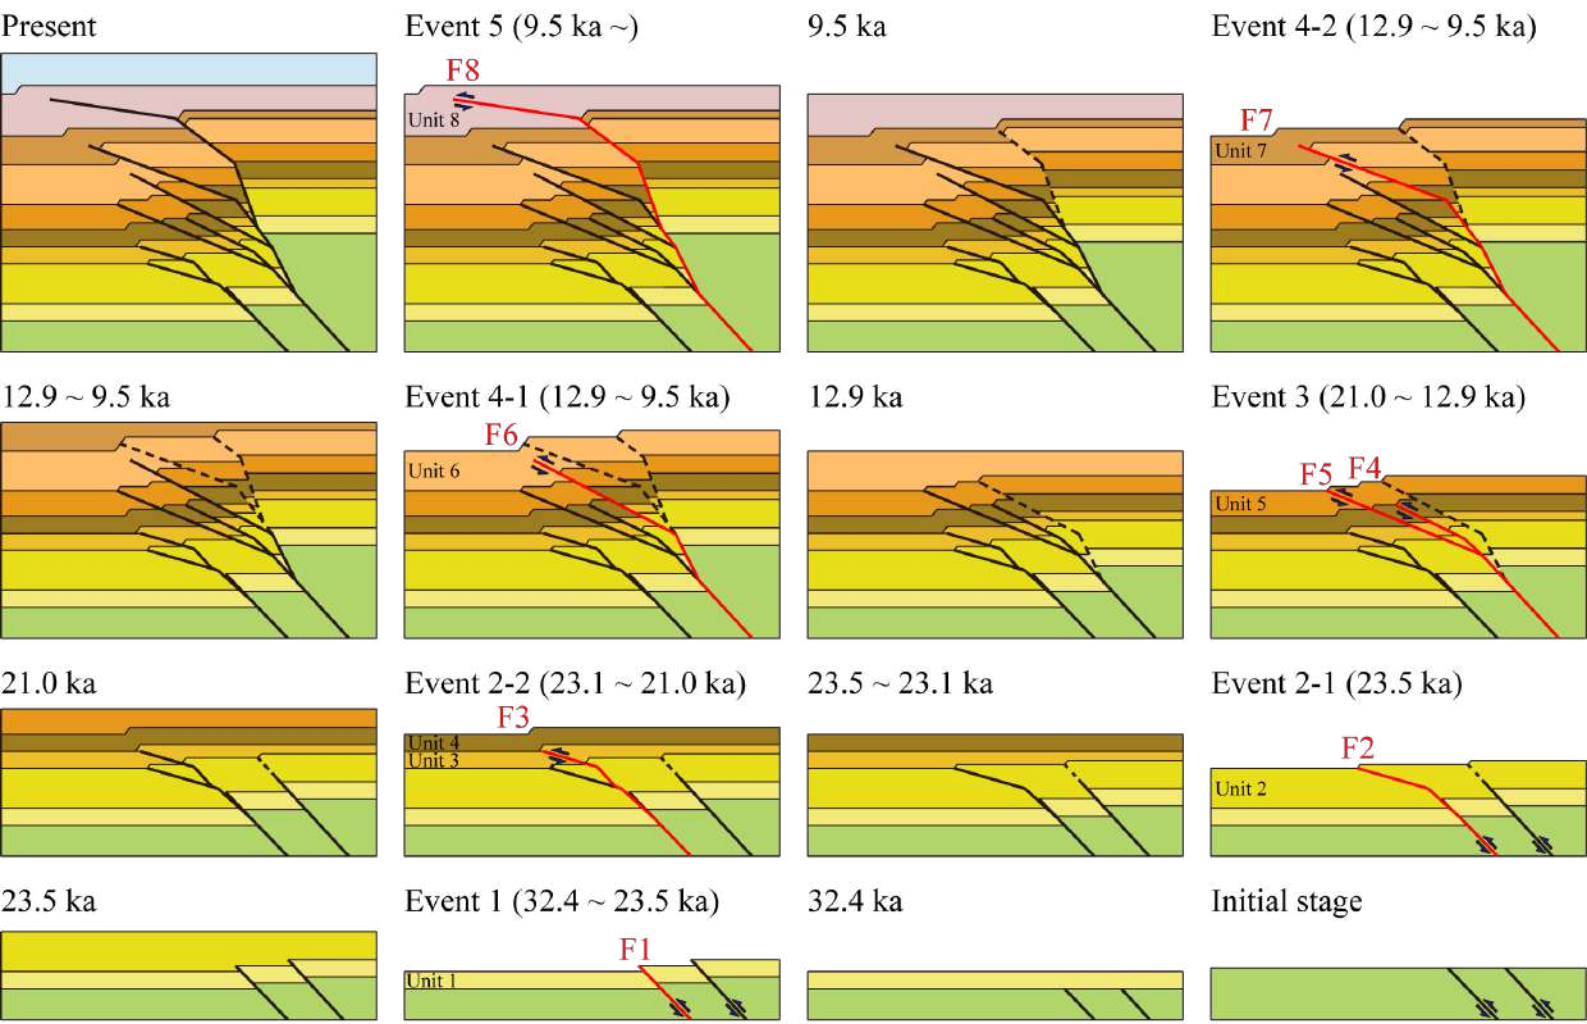 Present
Event 5 (9.5 ka ~)
9.5 ka
Event 4-2 (12.9 ~ 9.5 ka)
F8
Unit 8
F7
Unit 7
12.9 ~ 9.5 ka
Event 4-1 (12.9 ~ 9.5 ka)
12.9 ka
Event 3 (21.0 ~ 12.9 ka)
F6
Unit 6
F5 F4
Unit 5
21.0 ka
Event 2-2 (23.1 ~ 21.0 ka)
23.5 ~ 23.1 ka
Event 2-1 (23.5 ka)
F3
Unit 4
Unit 3
F2
Unit 2
23.5 ka
Event 1 (32.4 ~ 23.5 ka)
32.4 ka
Initial stage
F1
Unit 1